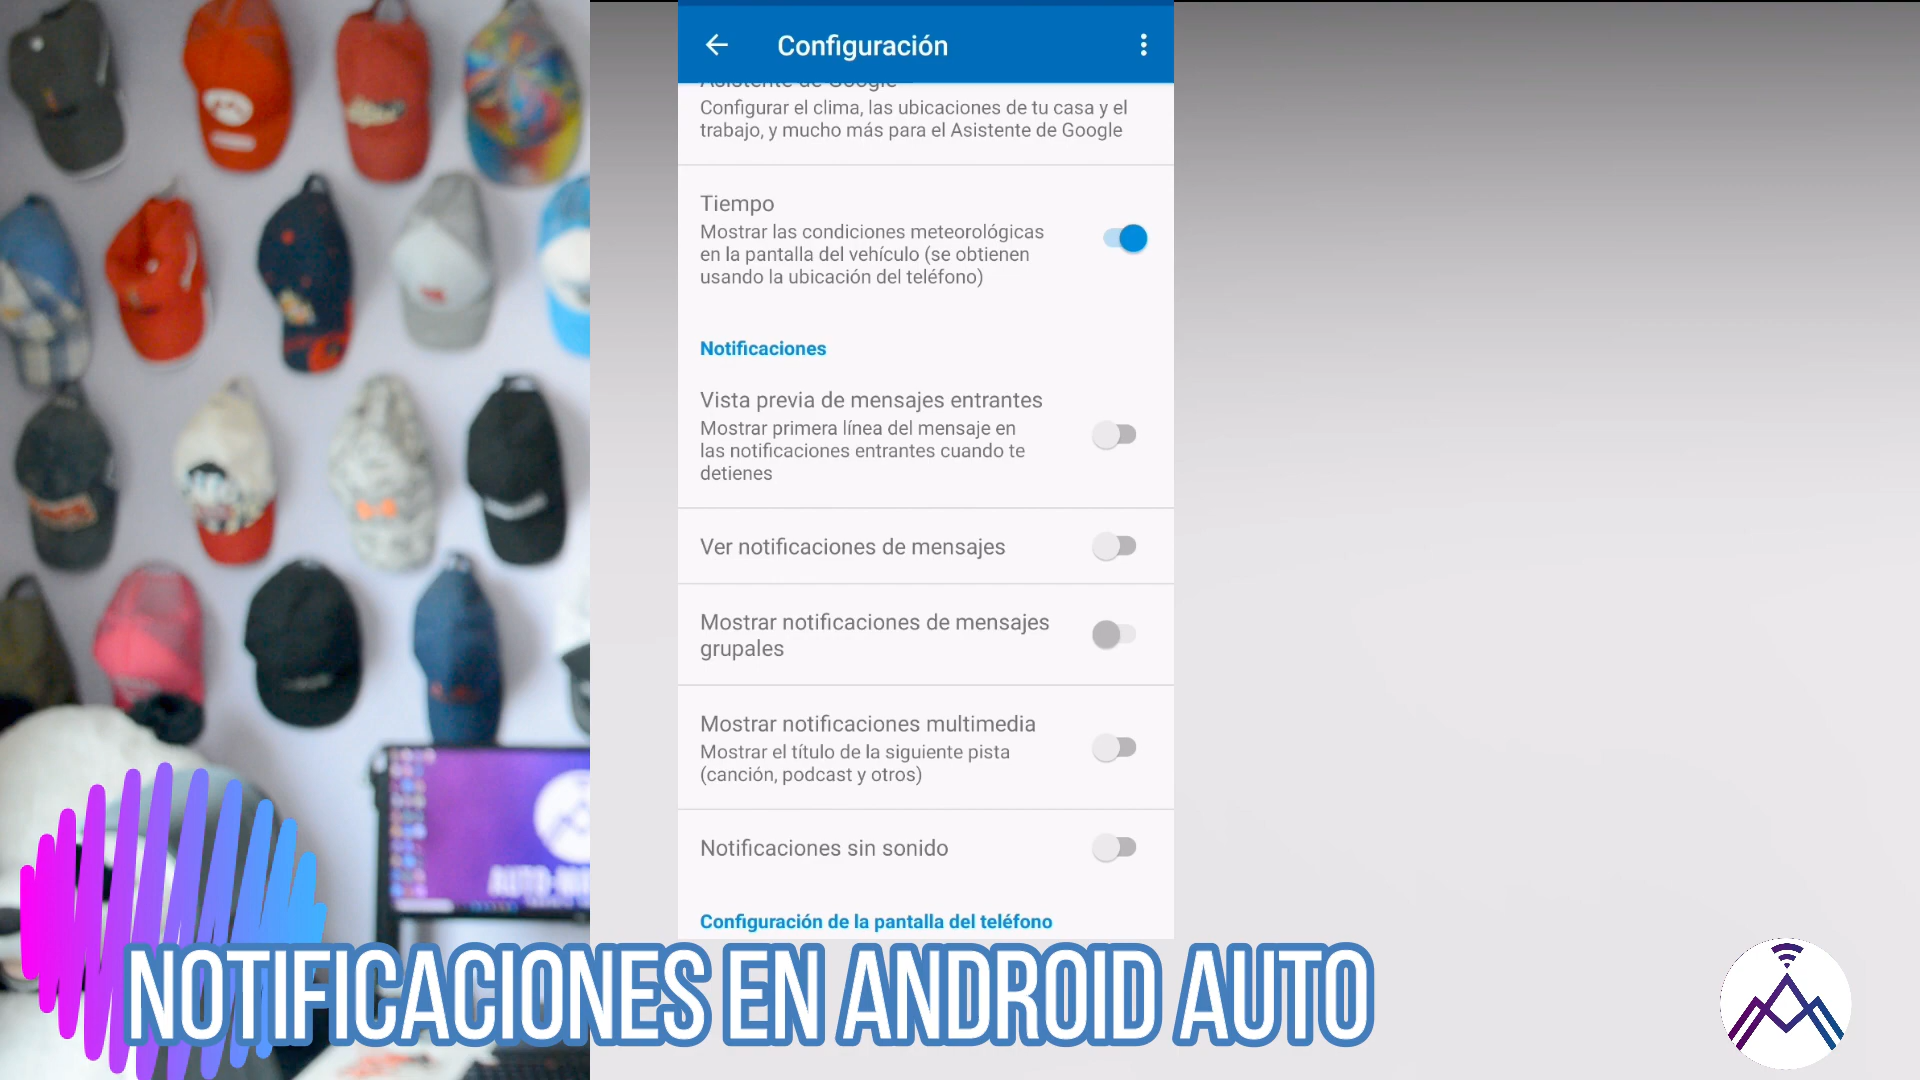 Configuración
Asistente de Google
Configurar el clima, las ubicaciones de tu casa y el
trabajo, y mucho más para el Asistente de Google
Tiempo
Mostrar las condiciones meteorológicas
en la pantalla del vehículo (se obtienen
usando la ubicación del teléfono)
Notificaciones
Vista previa de mensajes entrantes
Mostrar primera línea del mensaje en
las notificaciones entrantes cuando te
detienes
Ver notificaciones de mensajes
Mostrar notificaciones de mensajes
grupales
Mostrar notificaciones multimedia
Mostrar el título de la siguiente pista
(canción, podcast y otros)
Notificaciones sin sonido
Configuración de la pantalla del teléfono
NOTIFICACIONES EN ANDROID AUTO